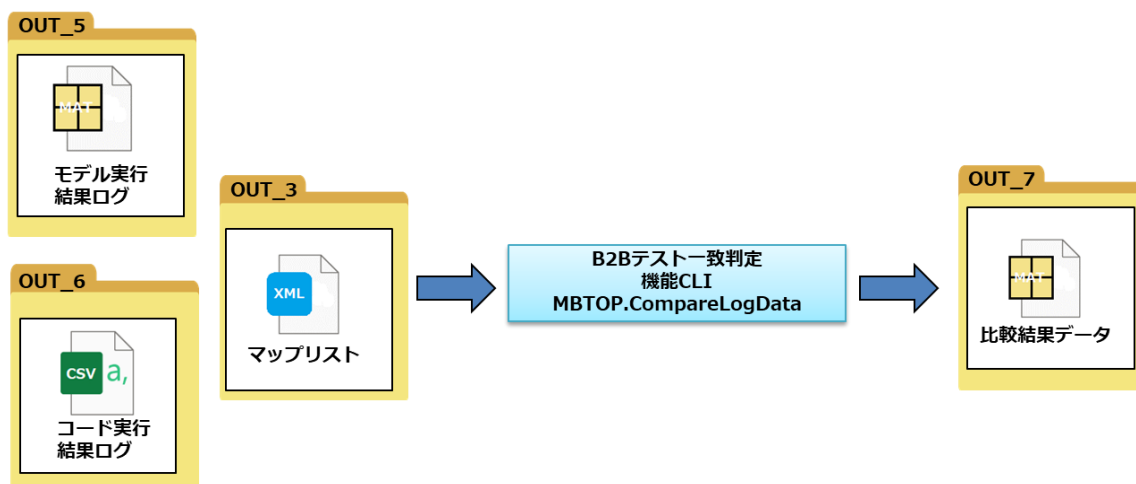 OUT_5
MAT
モデル実行
結果ログ
OUT_6
CSV
a,
コード実行
結果ログ
OUT_3
XML
マップリスト
B2Bテスト一致判定
機能CLI
MBTOP.CompareLogData
OUT_7
MAT
比較結果データ